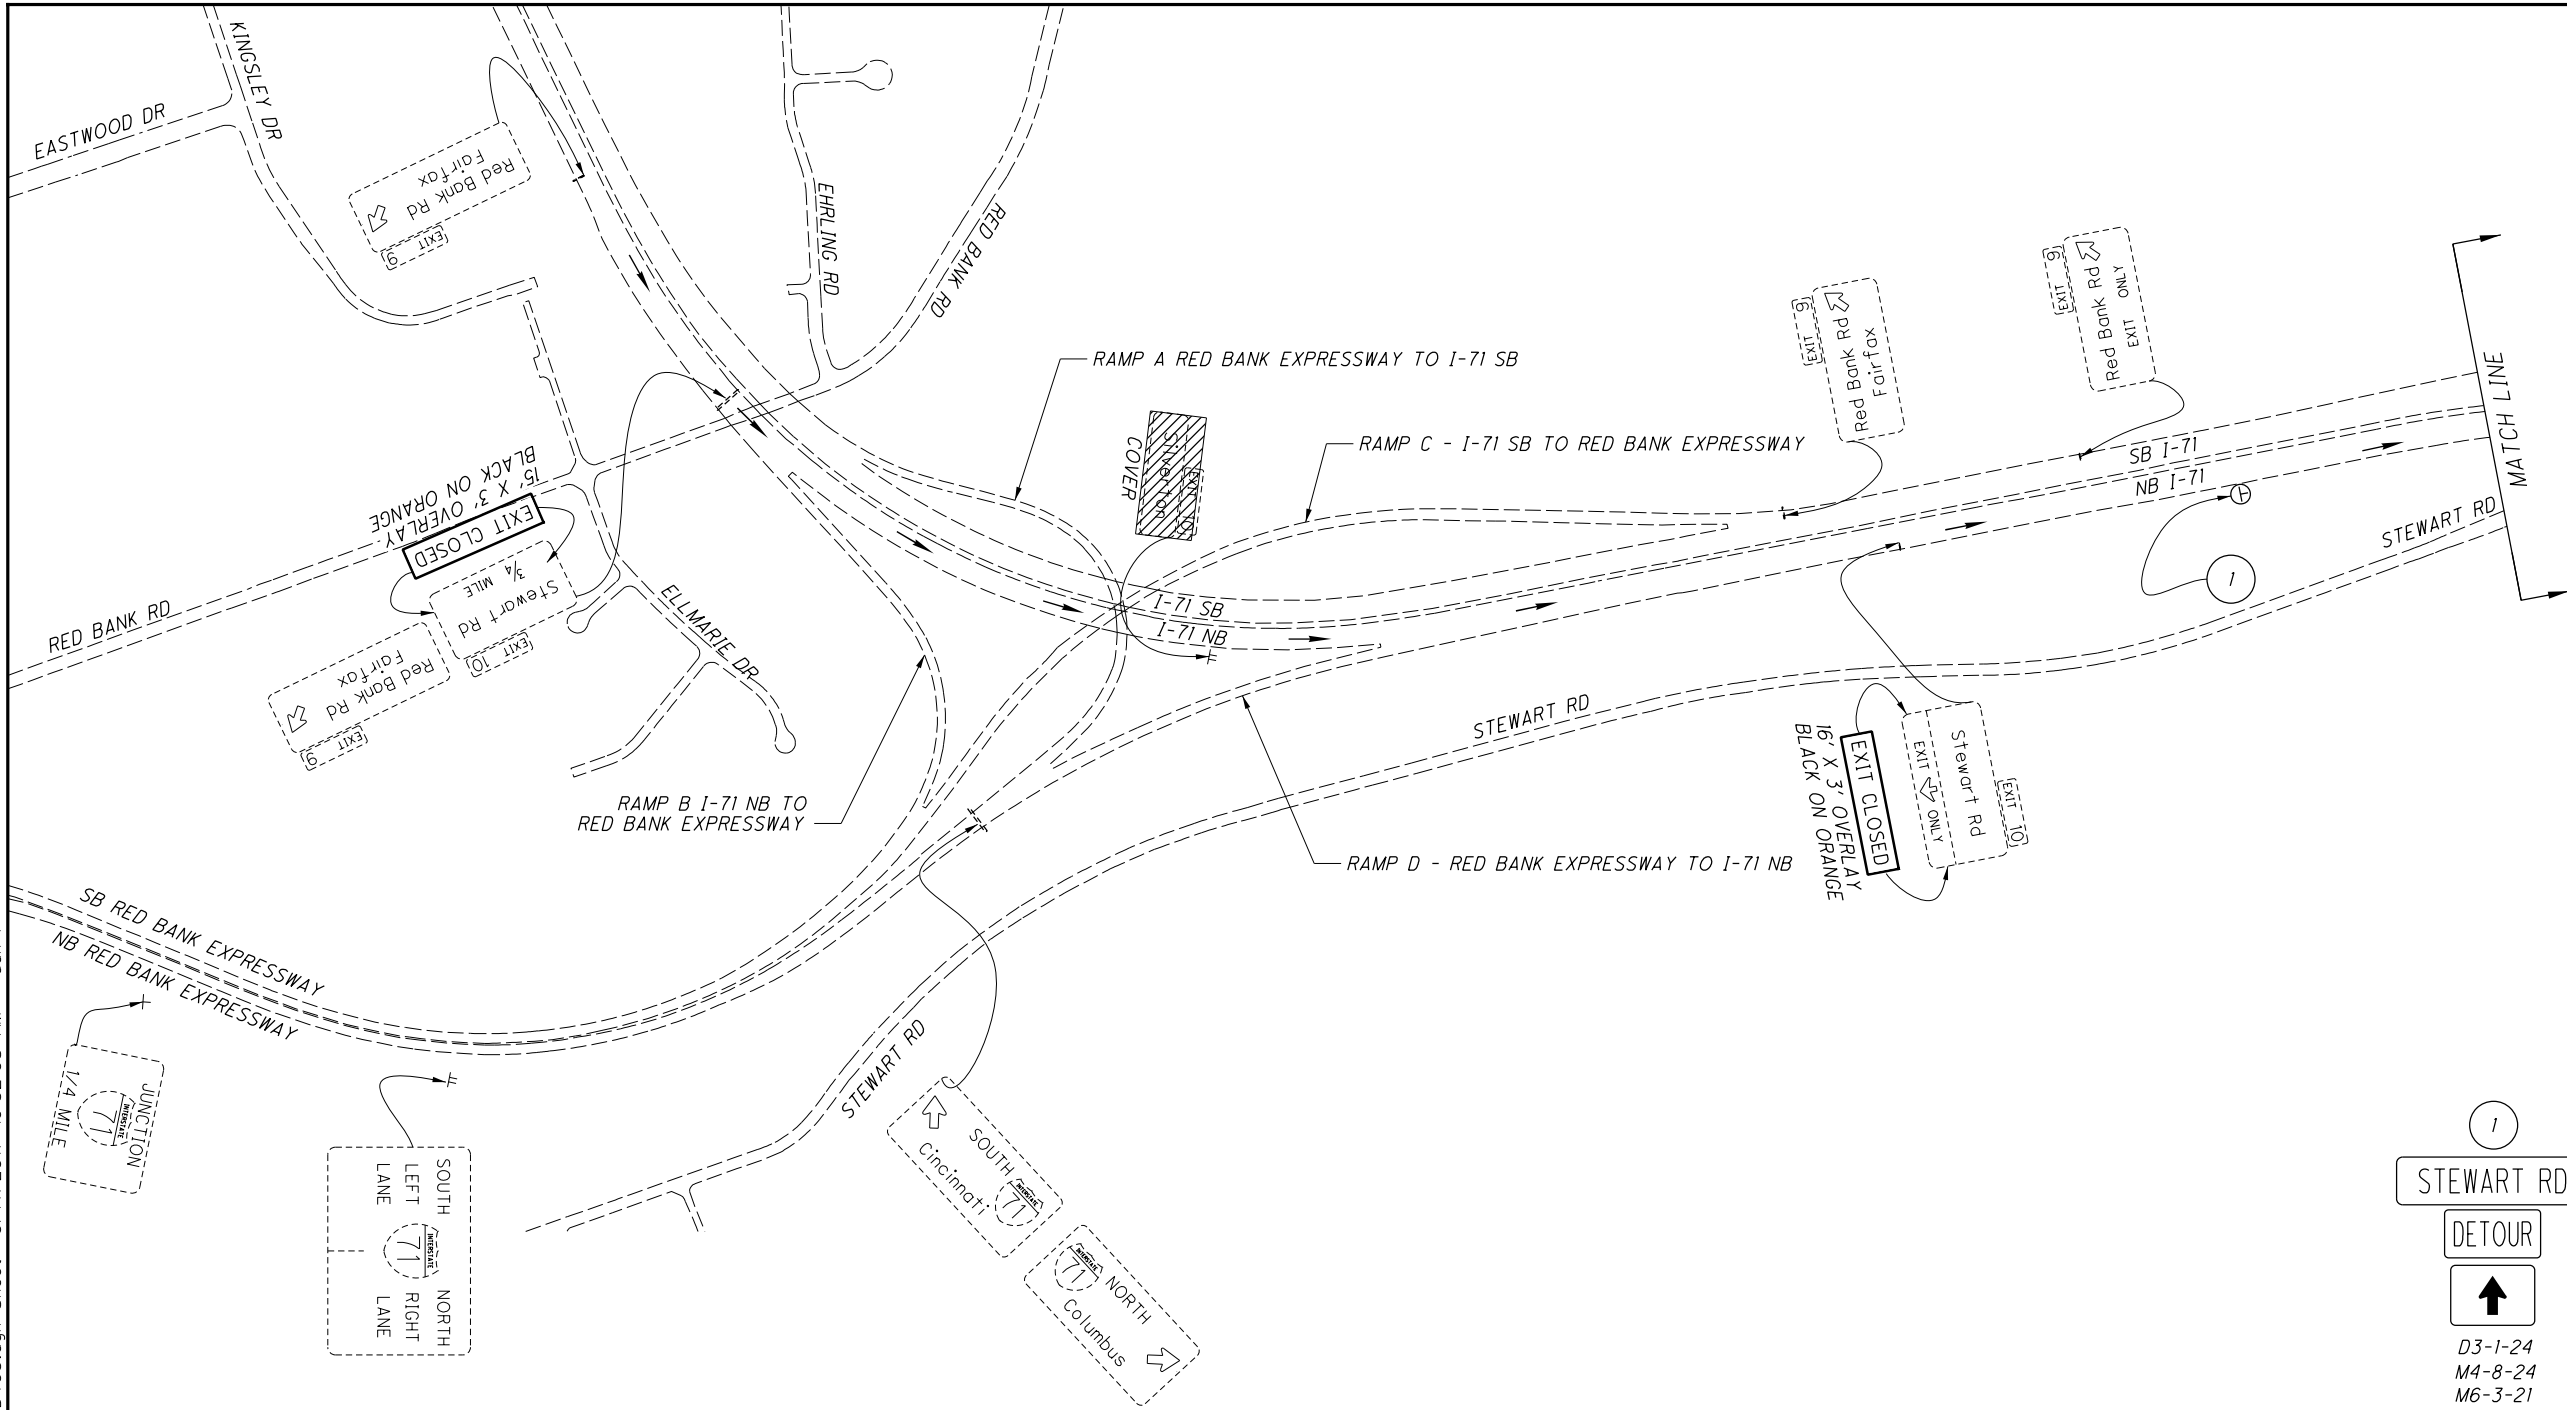 KINGSLEY DR
EASTWOOD DR
Red Bank Rd
Fairfax
EXIT 9
EHRLING RD
RED BANK RD
RAMP A RED BANK EXPRESSWAY TO I-71 SB
COVER
Silverton
EXIT 10
RAMP C - I-71 SB TO RED BANK EXPRESSWAY
EXIT 9
Red Bank Rd
Fairfax
EXIT 9
Red Bank Rd
EXIT ONLY
MATCH LINE
SB I-71
NB I-71
STEWART RD
1
15' X 3' OVERLAY
BLACK ON ORANGE
EXIT CLOSED
Stewart Rd
3/4 MILE
EXIT 10
RED BANK RD
Red Bank Rd
Fairfax
EXIT 9
ELLMARIE DR
I-71 SB
I-71 NB
STEWART RD
RAMP B I-71 NB TO
RED BANK EXPRESSWAY
RAMP D - RED BANK EXPRESSWAY TO I-71 NB
16' X 3' OVERLAY
BLACK ON ORANGE
EXIT CLOSED
EXIT ONLY
Stewart Rd
EXIT 10
SB RED BANK EXPRESSWAY
NB RED BANK EXPRESSWAY
JUNCTION
INTERSTATE
71
1/4 MILE
SOUTH
LEFT
LANE
INTERSTATE
71
NORTH
RIGHT
LANE
STEWART RD
SOUTH
INTERSTATE
71
Cincinnati
INTERSTATE
71
NORTH
Columbus
1
STEWART RD
DETOUR
D3-1-24
M4-8-24
M6-3-21